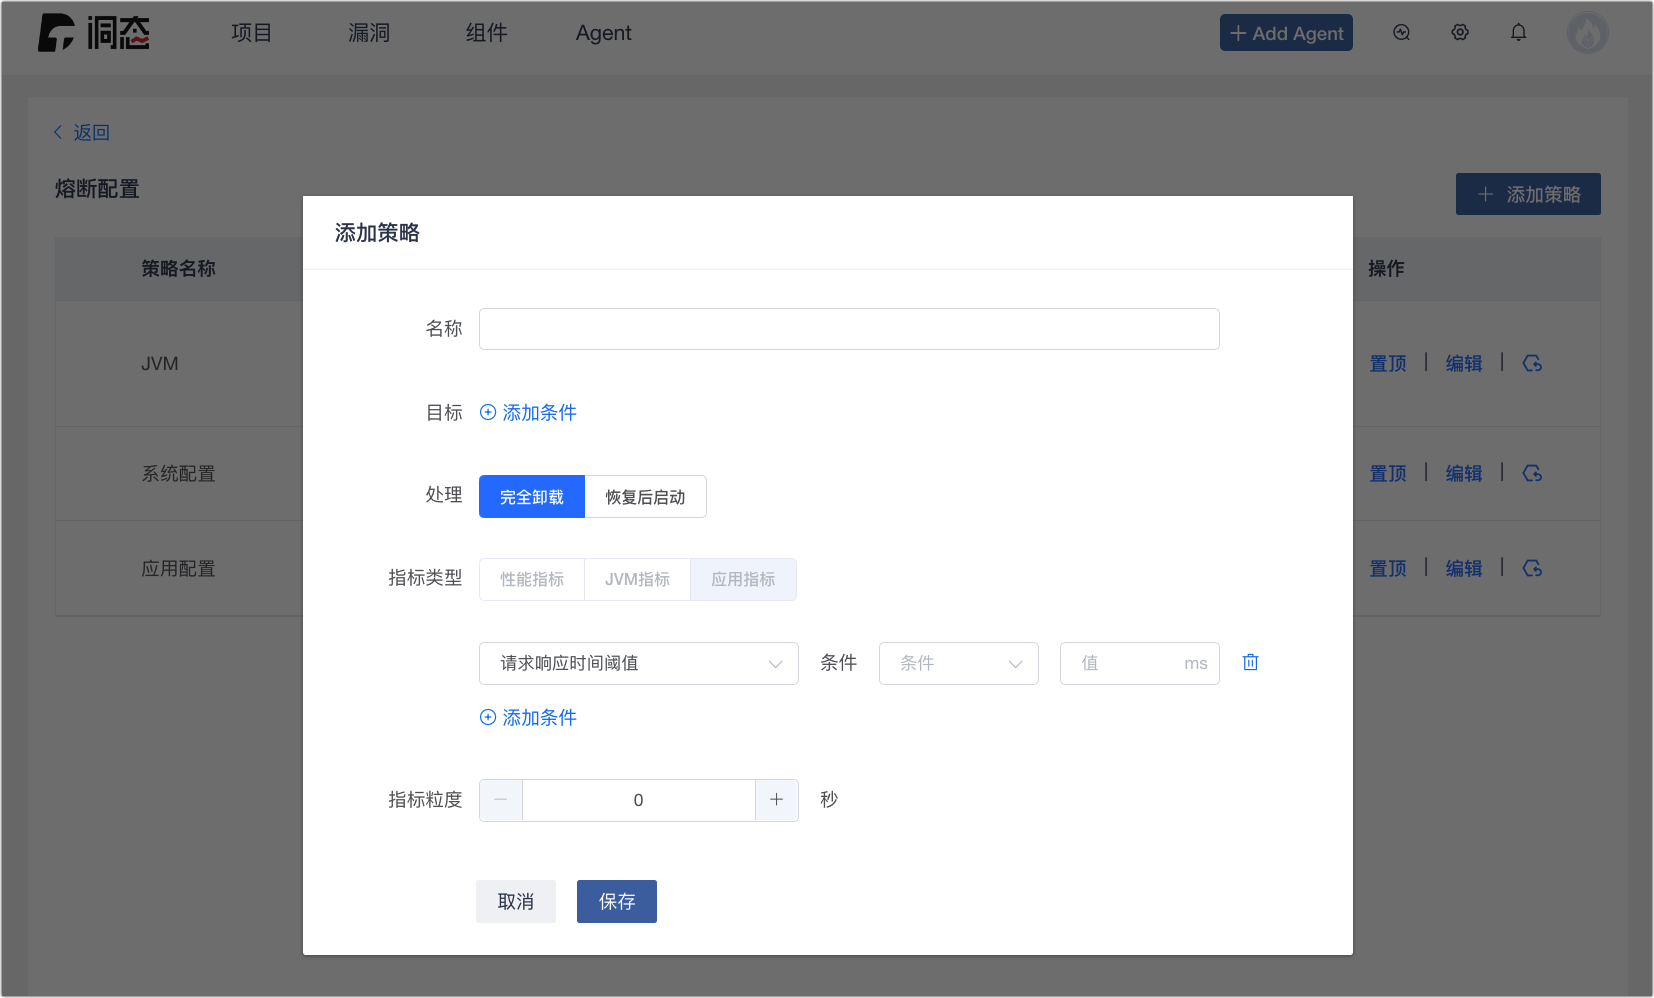 洞态 项目 漏洞 组件 Agent + Add Agent
< 返回
熔断配置
+ 添加策略
策略名称 操作
JVM 置顶 | 编辑 |
系统配置 置顶 | 编辑 |
应用配置 置顶 | 编辑 |
添加策略
名称
目标 添加条件
处理 完全卸载 恢复后启动
指标类型 性能指标 JVM指标 应用指标
请求响应时间阈值 条件 条件 值 ms
添加条件
指标粒度 − 0 + 秒
取消 保存